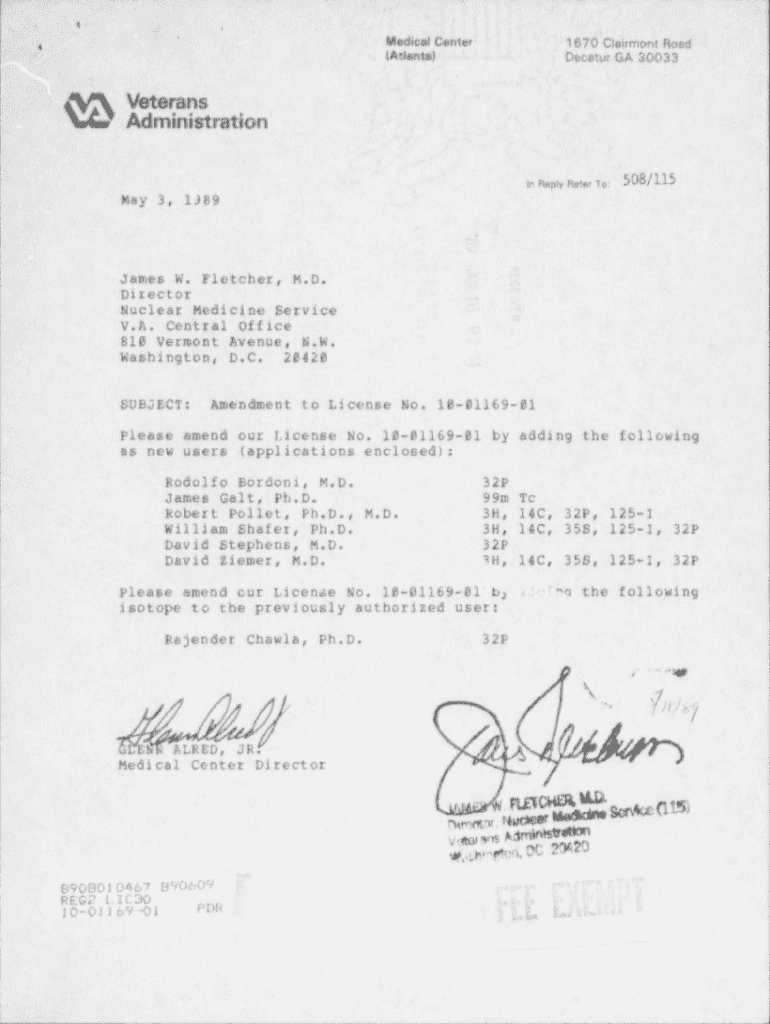 Medical Center
(Atlanta)
1670 Clairmont Road
Decatur GA 30033
VA
Veterans
Administration
In Reply Refer To: 508/115
May 3, 1989
James W. Fletcher, M.D.
Director
Nuclear Medicine Service
V.A. Central Office
810 Vermont Avenue, N.W.
Washington, D.C. 20420
SUBJECT: Amendment to License No. 10-01169-01
Please amend our License No. 10-01169-01 by adding the following
as new users (applications enclosed):
Rodolfo Bordoni, M.D. 32P
James Galt, Ph.D. 99m Tc
Robert Pollet, Ph.D., M.D. 3H, 14C, 32P, 125-I
William Shafer, Ph.D. 3H, 14C, 35S, 125-I, 32P
David Stephens, M.D. 32P
David Ziemer, M.D. 3H, 14C, 35S, 125-I, 32P
Please amend our License No. 10-01169-01 by adding the following
isotope to the previously authorized user:
Rajender Chawla, Ph.D. 32P
GLENN ALRED, JR.
Medical Center Director
JAMES W. FLETCHER, M.D.
Director, Nuclear Medicine Service (115)
Veterans Administration
Washington, DC 20420
8908010467 890609
REG2 LIC30
10-01169-01 PDR
FEE EXEMPT